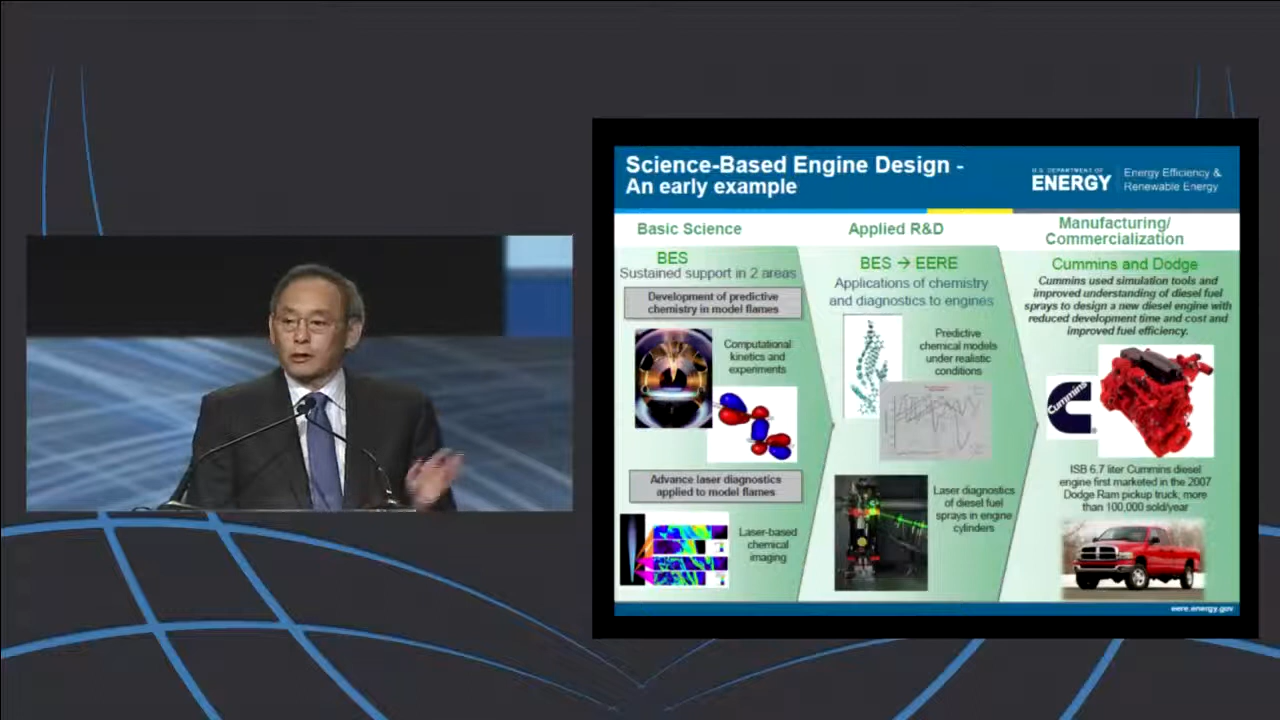 Science-Based Engine Design -
An early example
U.S. DEPARTMENT OF
ENERGY
Energy Efficiency &
Renewable Energy
Basic Science
BES
Sustained support in 2 areas
Development of predictive
chemistry in model flames
Computational
kinetics and
experiments
Advance laser diagnostics
applied to model flames
Laser-based
chemical
imaging
Applied R&D
BES → EERE
Applications of chemistry
and diagnostics to engines
Predictive
chemical models
under realistic
conditions
Laser diagnostics
of diesel fuel
sprays in engine
cylinders
Manufacturing/
Commercialization
Cummins and Dodge
Cummins used simulation tools and
improved understanding of diesel fuel
sprays to design a new diesel engine with
reduced development time and cost and
improved fuel efficiency.
Cummins
ISB 6.7 liter Cummins diesel
engine first marketed in the 2007
Dodge Ram pickup truck, more
than 100,000 sold/year
eere.energy.gov